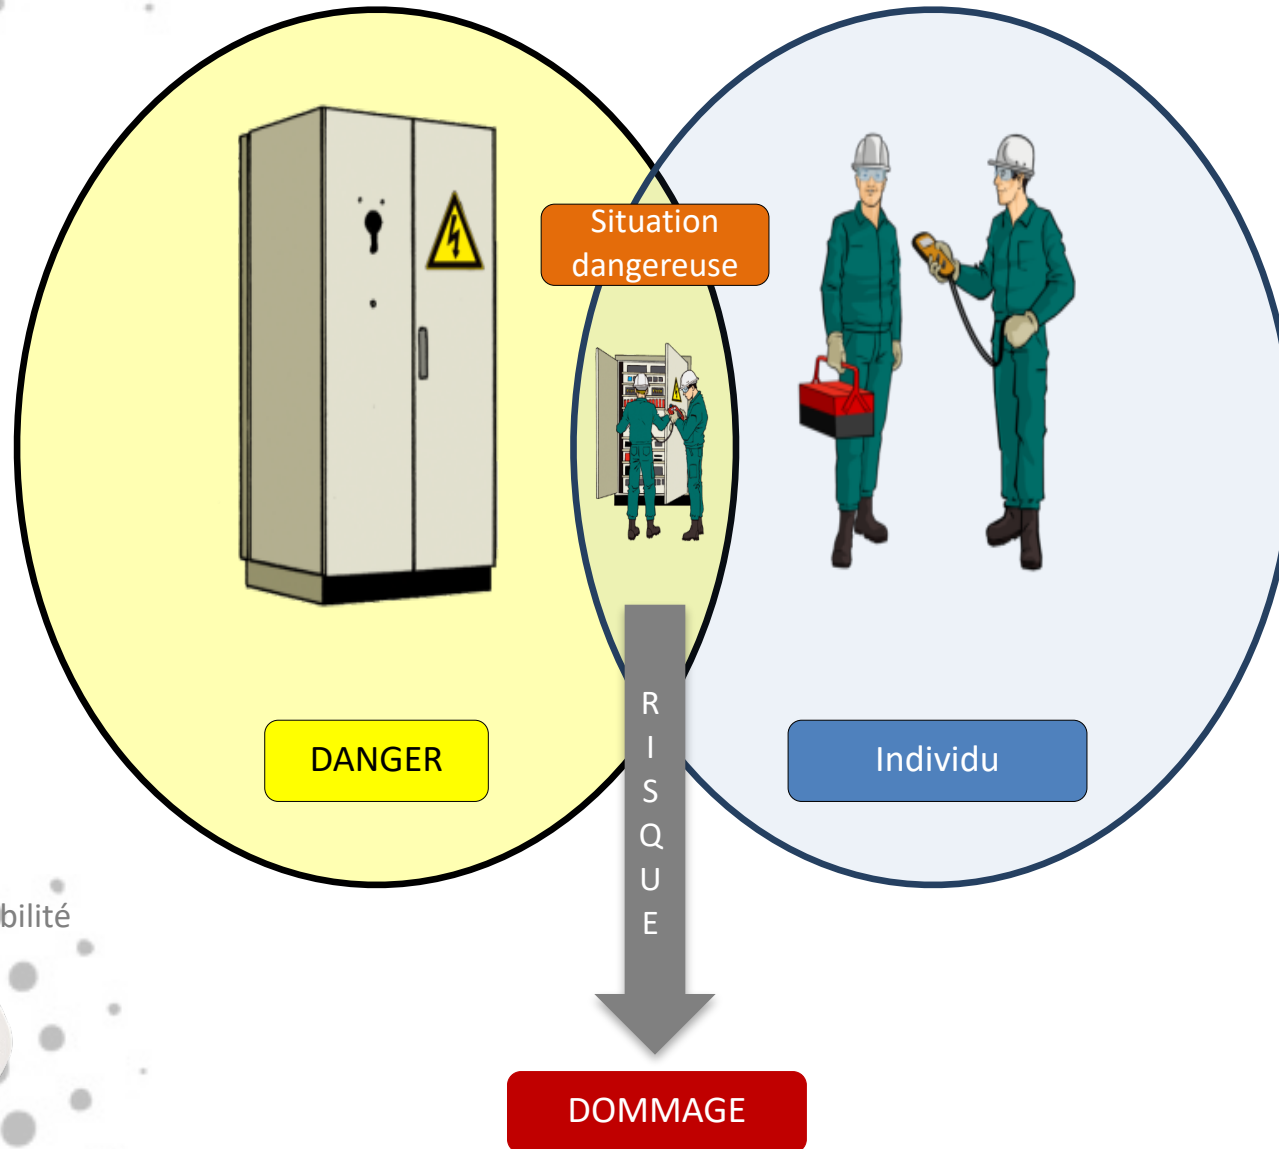 Situation
dangereuse
DANGER
Individu
R
I
S
Q
U
E
bilité
DOMMAGE